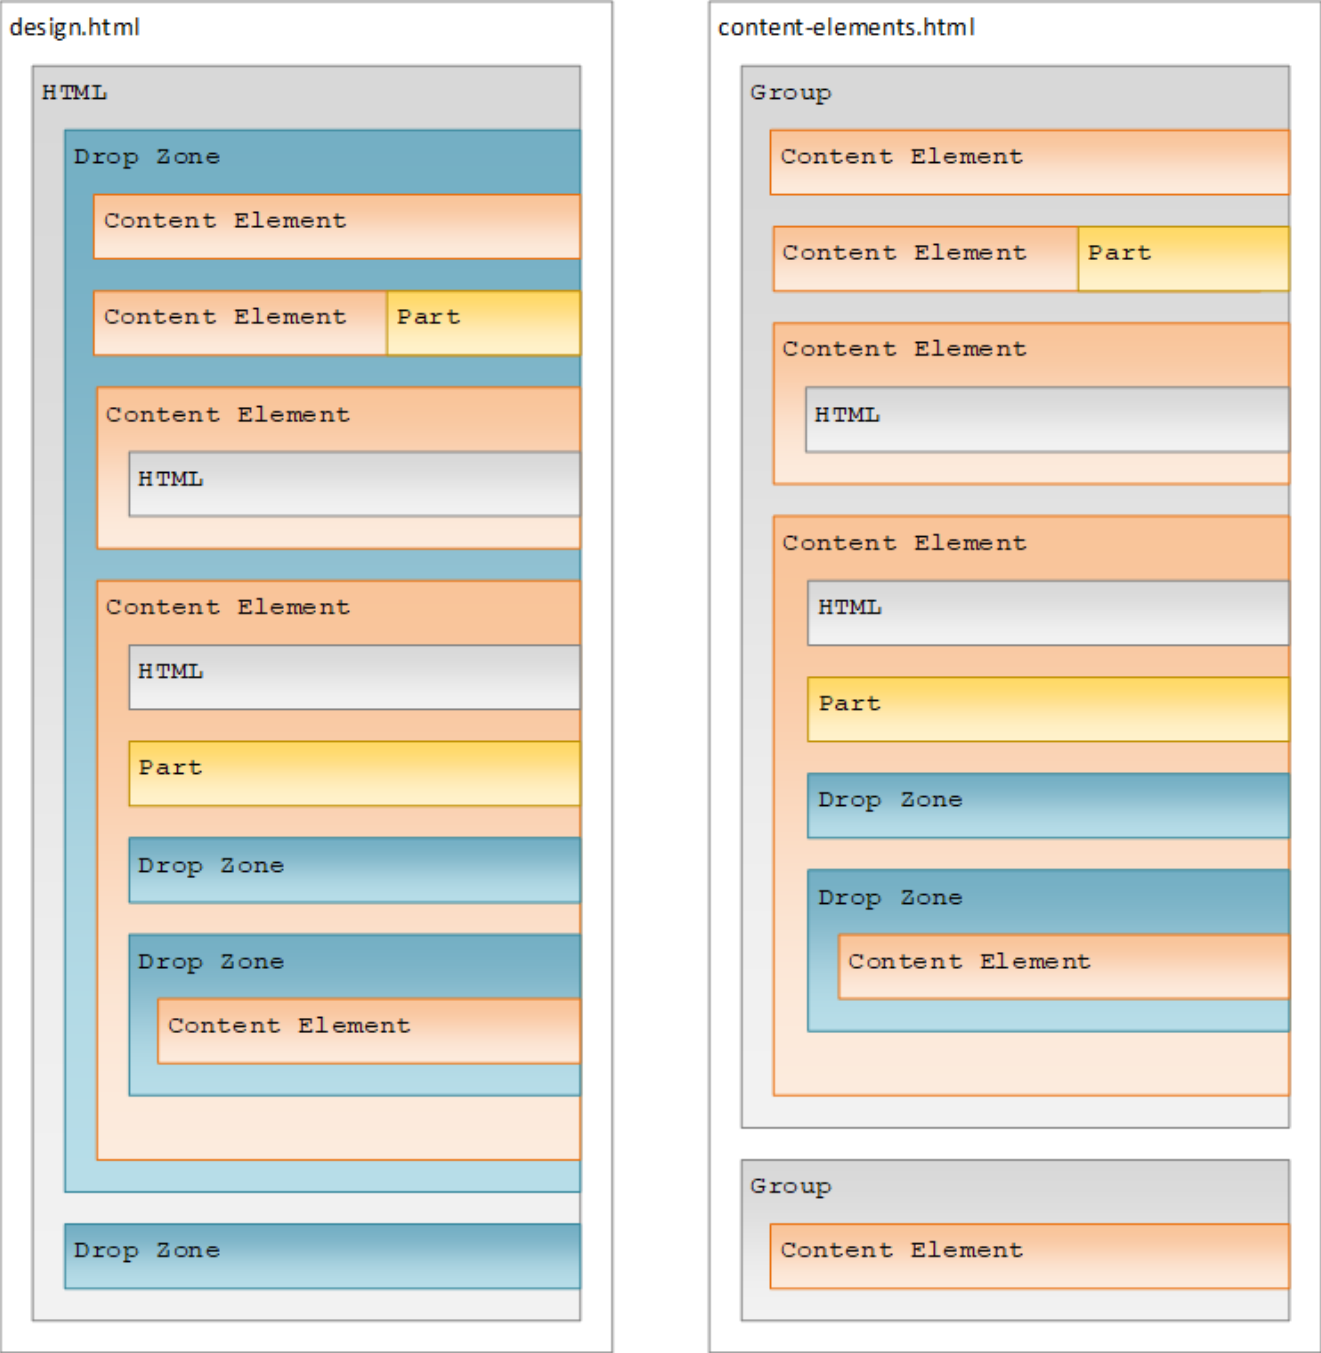 design.html
HTML
Drop Zone
Content Element
Content Element Part
Content Element
HTML
Content Element
HTML
Part
Drop Zone
Drop Zone
Content Element
Drop Zone
content-elements.html
Group
Content Element
Content Element Part
Content Element
HTML
Content Element
HTML
Part
Drop Zone
Drop Zone
Content Element
Group
Content Element